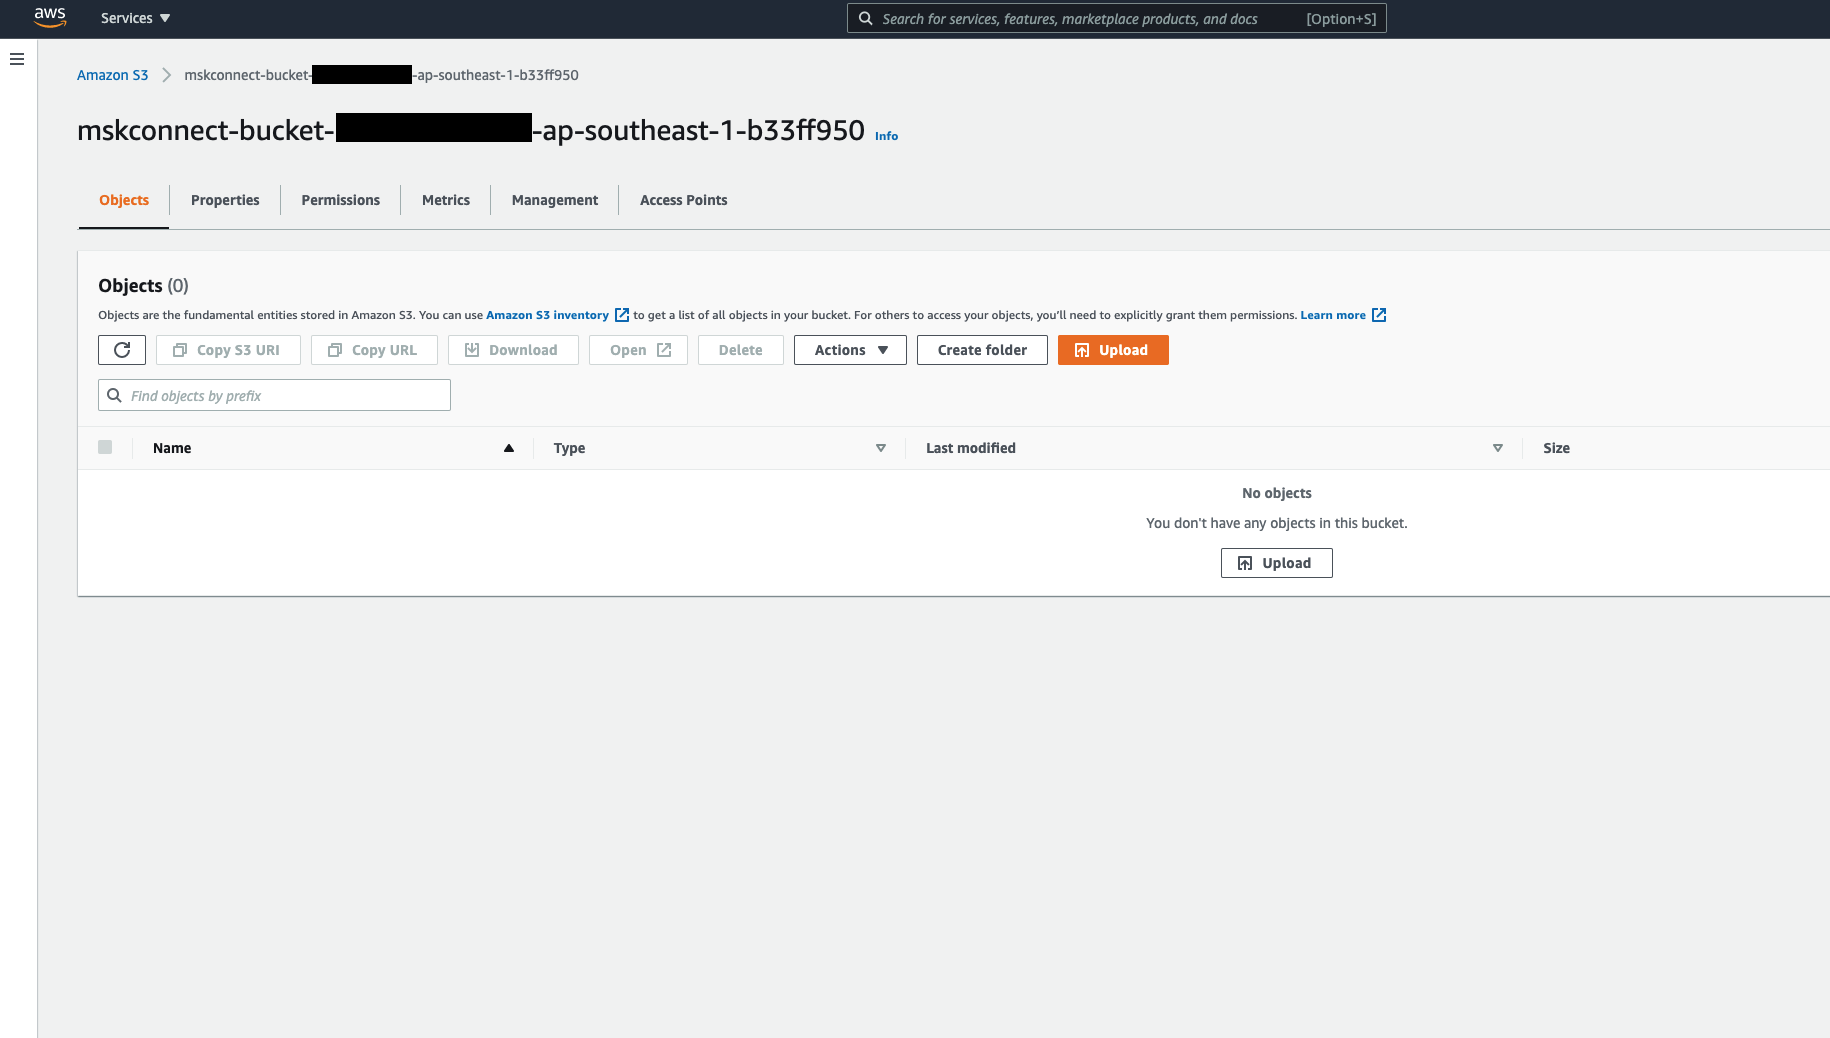 aws Services Search for services, features, marketplace products, and docs [Option+S]
Amazon S3 mskconnect-bucket- -ap-southeast-1-b33ff950
mskconnect-bucket- -ap-southeast-1-b33ff950 Info
Objects Properties Permissions Metrics Management Access Points
Objects (0)
Objects are the fundamental entities stored in Amazon S3. You can use Amazon S3 inventory to get a list of all objects in your bucket. For others to access your objects, you'll need to explicitly grant them permissions. Learn more
Copy S3 URI Copy URL Download Open Delete Actions Create folder Upload
Find objects by prefix
Name Type Last modified Size
No objects
You don't have any objects in this bucket.
Upload